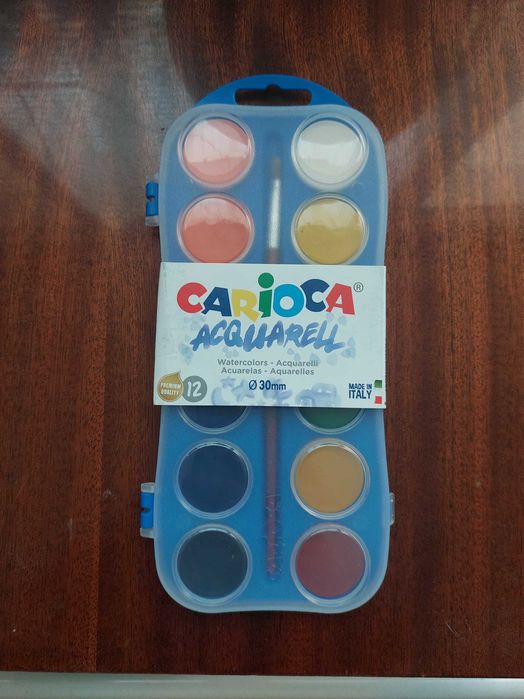 CARIOCA®
ACQUARELL
Watercolors - Acquarelli
Acuarelas - Aquarelles
PREMIUM
QUALITY
12
Ø 30mm
MADE IN
ITALY